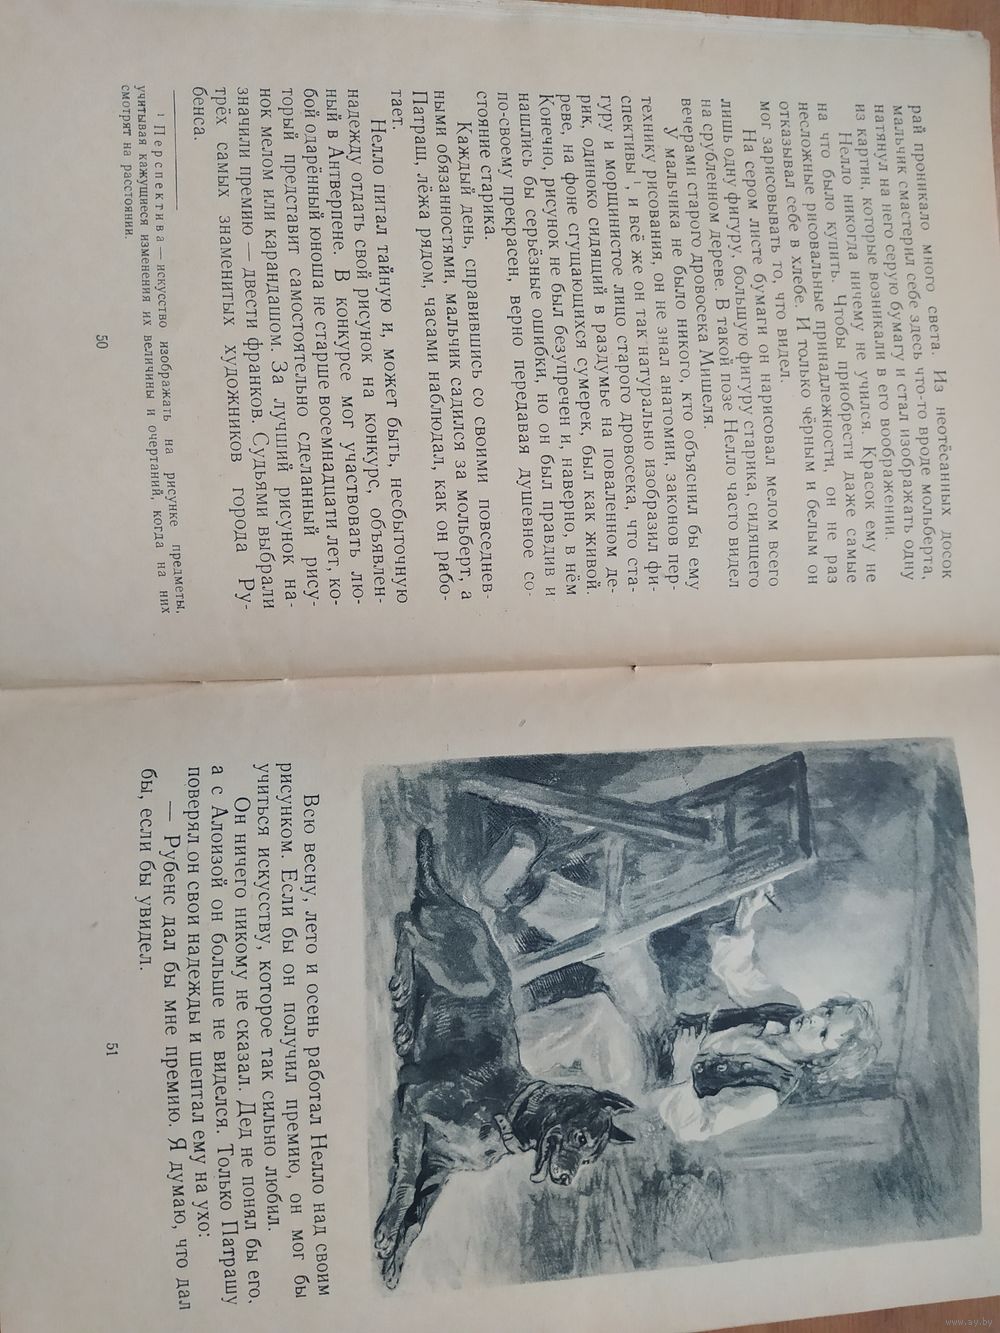 рай проникало много света. Из неотёсанных досок
мальчик смастерил себе здесь что-то вроде мольберта,
натянул на него серую бумагу и стал изображать одну
из картин, которые возникали в его воображении.
Нелло никогда ничему не учился. Красок ему не
на что было купить. Чтобы приобрести даже самые
несложные рисовальные принадлежности, он не раз
отказывал себе в хлебе. И только чёрным и белым он
мог зарисовывать то, что видел.
На сером листе бумаги он нарисовал мелом всего
лишь одну фигуру, большую фигуру старика, сидящего
на срубленном дереве. В такой позе Нелло часто видел
вечерами старого дровосека Мишеля.
У мальчика не было никого, кто объяснил бы ему
технику рисования, он не знал анатомии, законов пер-
спективы ¹, и всё же он так натурально изобразил фи-
гуру и морщинистое лицо старого дровосека, что ста-
рик, одиноко сидящий в раздумье на поваленном де-
реве, на фоне сгущающихся сумерек, был как живой.
Конечно, рисунок не был безупречен и, наверно, в нём
нашлись бы серьёзные ошибки, но он был правдив и
по-своему прекрасен, верно передавая душевное со-
стояние старика.
Каждый день, справившись со своими повседнев-
ными обязанностями, мальчик садился за мольберт, а
Патраш, лёжа рядом, часами наблюдал, как он рабо-
тает.
Нелло питал тайную и, может быть, несбыточную
надежду отдать свой рисунок на конкурс, объявлен-
ный в Антверпене. В конкурсе мог участвовать лю-
бой одарённый юноша не старше восемнадцати лет, ко-
торый представит самостоятельно сделанный рису-
нок мелом или карандашом. За лучший рисунок на-
значили премию — двести франков. Судьями выбрали
трёх самых знаменитых художников города Ру-
бенса.
¹ Перспектива — искусство изображать на рисунке предметы,
учитывая кажущиеся изменения их величины и очертаний, когда на них
смотрят на расстоянии.
50
Всю весну, лето и осень работал Нелло над своим
рисунком. Если бы он получил премию, он мог бы
учиться искусству, которое так сильно любил.
Он ничего никому не сказал. Дед не понял бы его,
а с Алоизой он больше не виделся. Только Патрашу
поверял он свои надежды и шептал ему на ухо:
— Рубенс дал бы мне премию. Я думаю, что дал
бы, если бы увидел.
51
www.ay.by